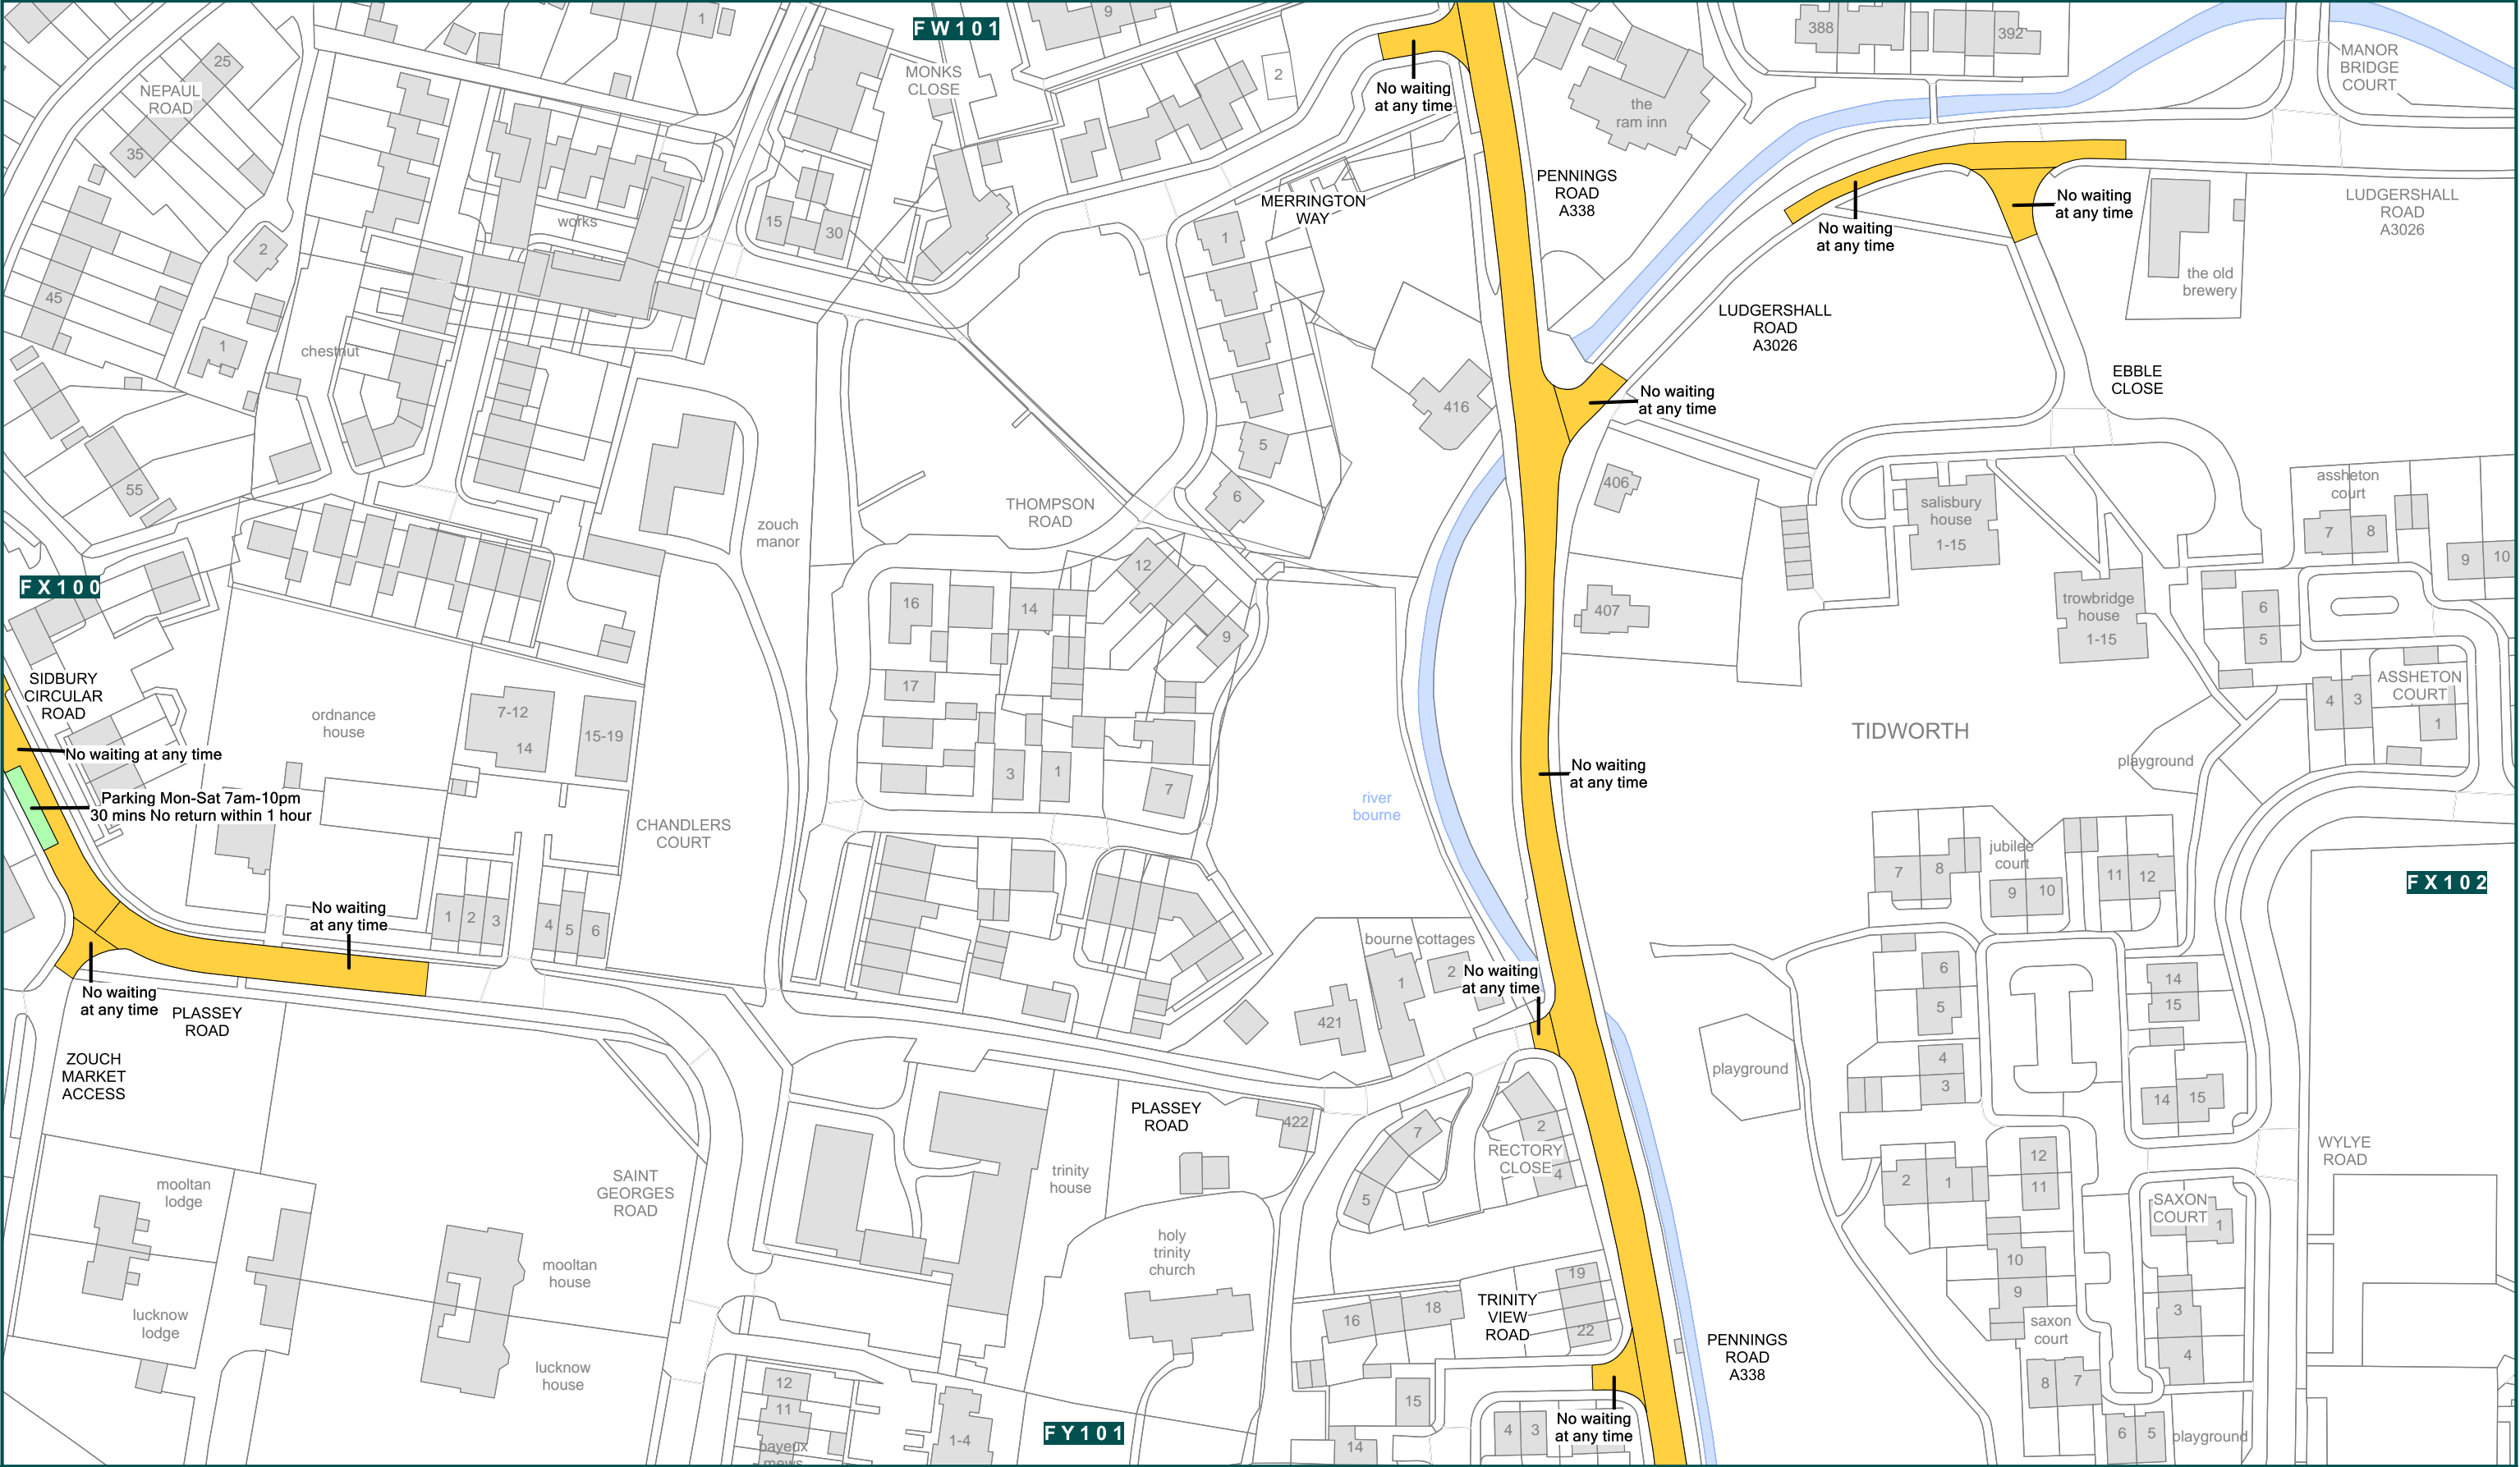 FW101
9
1
388
392
MANOR
BRIDGE
COURT
25
NEPAUL
ROAD
35
MONKS
CLOSE
2
No waiting
at any time
the
ram inn
PENNINGS
ROAD
A338
MERRINGTON
WAY
No waiting
at any time
No waiting
at any time
LUDGERSHALL
ROAD
A3026
works
15
30
1
2
45
the old
brewery
LUDGERSHALL
ROAD
A3026
1
chestnut
EBBLE
CLOSE
No waiting
at any time
416
5
6
55
406
THOMPSON
ROAD
zouch
manor
salisbury
house
1-15
assheton
court
7
8
9
10
FX100
12
16
14
9
407
trowbridge
house
1-15
6
5
SIDBURY
CIRCULAR
ROAD
17
ASSHETON
COURT
4
3
1
ordnance
house
7-12
14
15-19
TIDWORTH
No waiting at any time
playground
No waiting
at any time
3
1
7
Parking Mon-Sat 7am-10pm
30 mins No return within 1 hour
river
bourne
CHANDLERS
COURT
jubilee
court
7
8
9
10
11
12
FX102
No waiting
at any time
1
2
3
4
5
6
bourne cottages
1
2
No waiting
at any time
6
5
14
15
No waiting
at any time
PLASSEY
ROAD
421
ZOUCH
MARKET
ACCESS
playground
4
3
14
15
PLASSEY
ROAD
422
7
2
RECTORY
CLOSE
4
5
WYLYE
ROAD
12
11
2
1
mooltan
lodge
SAINT
GEORGES
ROAD
trinity
house
SAXON
COURT
1
holy
trinity
church
mooltan
house
10
9
19
TRINITY
VIEW
ROAD
16
18
22
3
4
lucknow
lodge
saxon
court
PENNINGS
ROAD
A338
lucknow
house
12
11
8
7
15
FY101
No waiting
at any time
4
3
14
6
5
playground
1-4
bayeux
mews